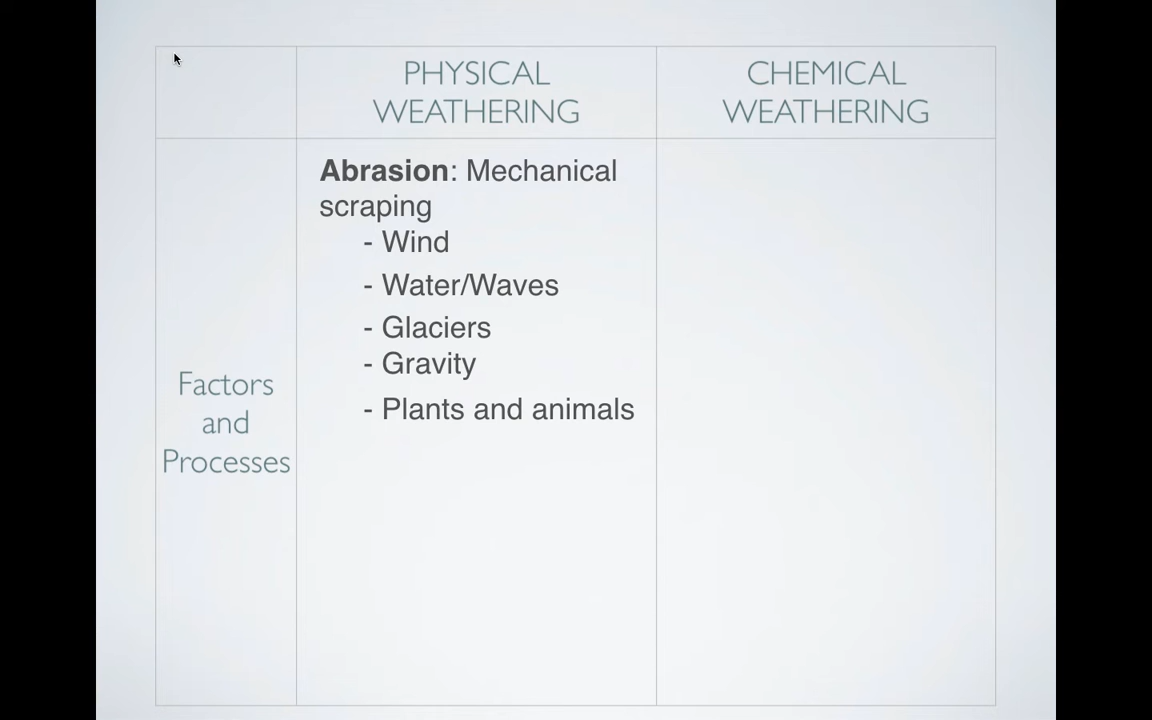 PHYSICAL
WEATHERING
CHEMICAL
WEATHERING
Factors
and
Processes
Abrasion: Mechanical
scraping
- Wind
- Water/Waves
- Glaciers
- Gravity
- Plants and animals